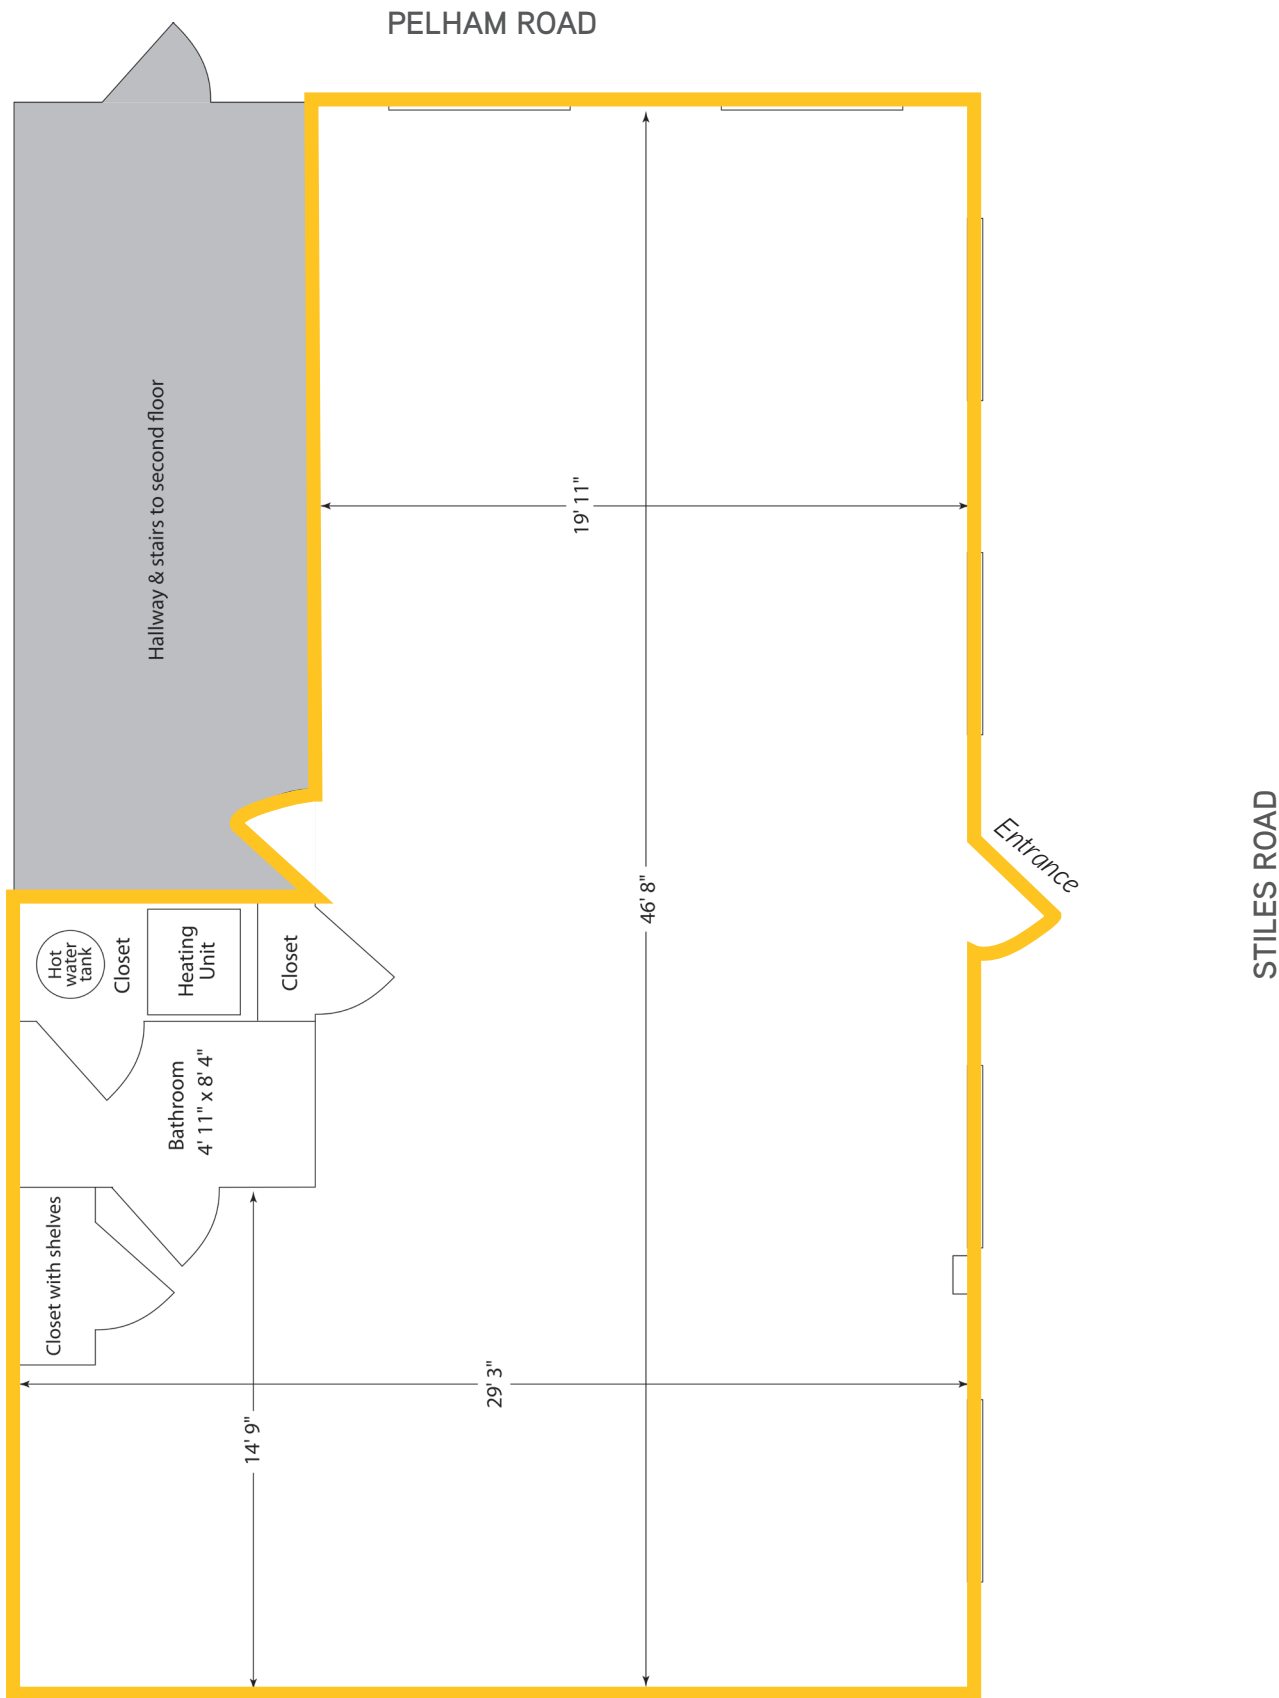 PELHAM ROAD
Hallway & stairs to second floor
19' 11"
46' 8"
Entrance
STILES ROAD
Hot
water
tank
Closet
Heating
Unit
Closet
Bathroom
4' 11" x 8' 4"
Closet with shelves
29' 3"
14' 9"